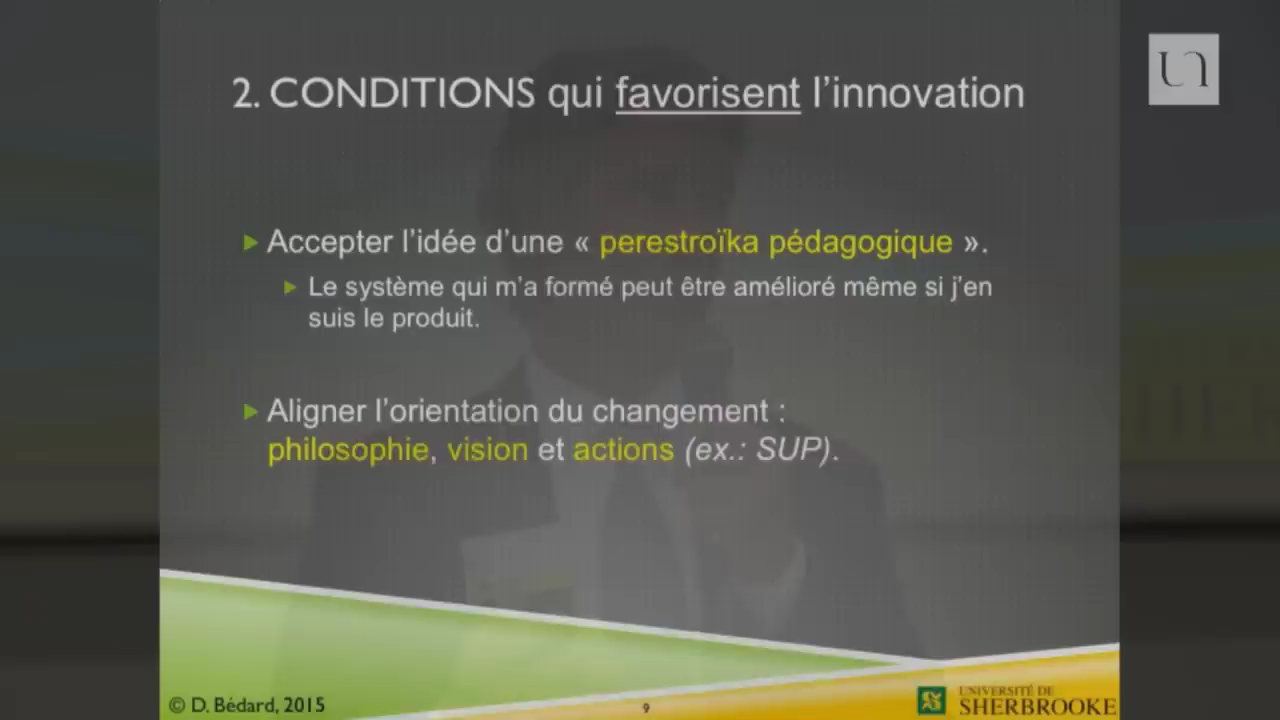 2. CONDITIONS qui favorisent l’innovation
Accepter l’idée d’une « perestroïka pédagogique ».
Le système qui m’a formé peut être amélioré même si j’en
suis le produit.
Aligner l’orientation du changement :
philosophie, vision et actions (ex.: SUP).
© D. Bédard, 2015
9
UNIVERSITÉ DE
SHERBROOKE